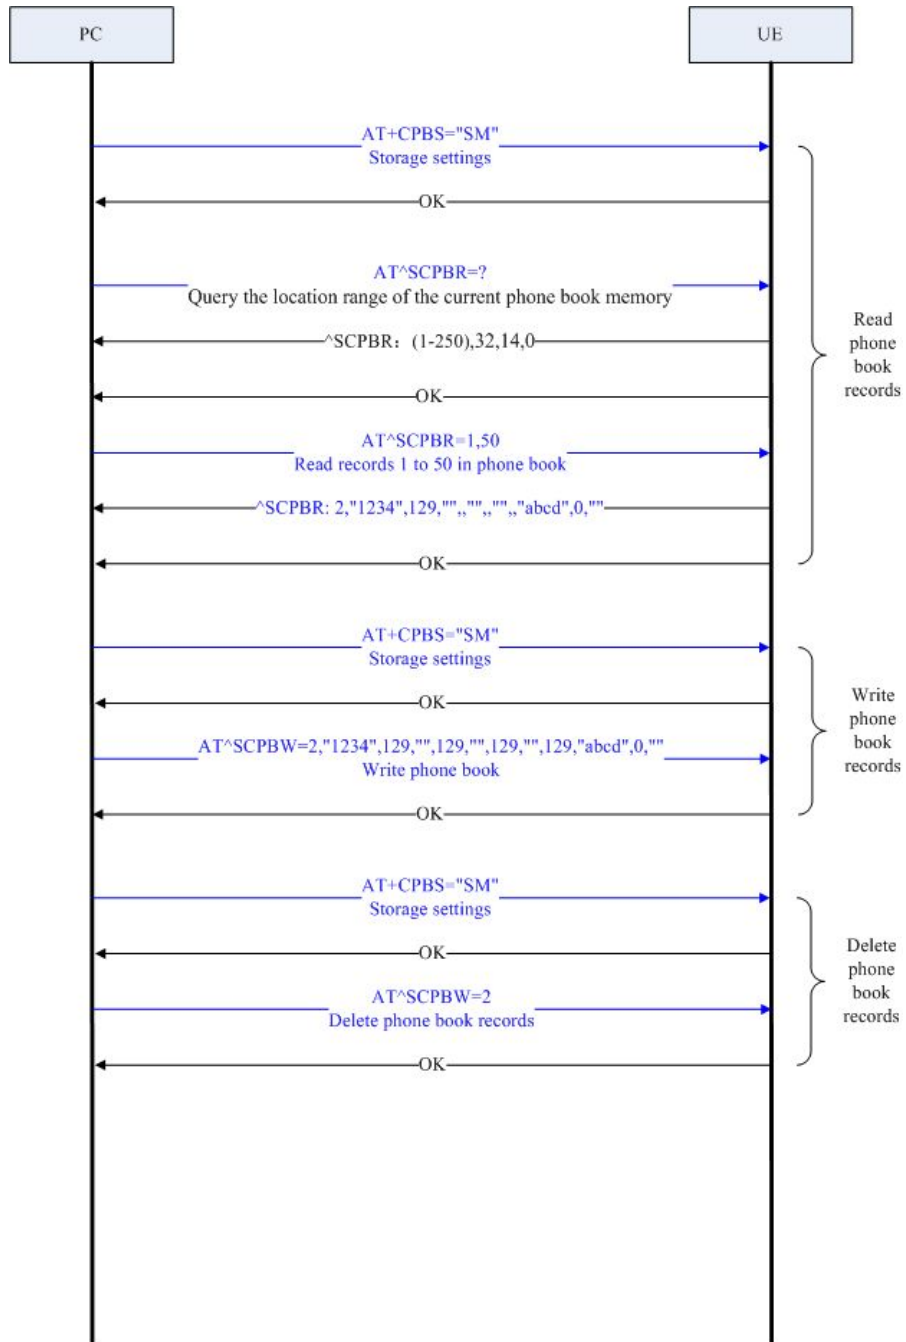 PC
UE
AT+CPBS="SM"
Storage settings
OK
AT^SCPBR=?
Query the location range of the current phone book memory
^SCPBR：(1-250),32,14,0
OK
AT^SCPBR=1,50
Read records 1 to 50 in phone book
^SCPBR: 2,"1234",129,"",,"",,"",,"abcd",0,""
OK
Read
phone
book
records
AT+CPBS="SM"
Storage settings
OK
AT^SCPBW=2,"1234",129,"",129,"",129,"",129,"abcd",0,""
Write phone book
OK
Write
phone
book
records
AT+CPBS="SM"
Storage settings
OK
AT^SCPBW=2
Delete phone book records
OK
Delete
phone
book
records